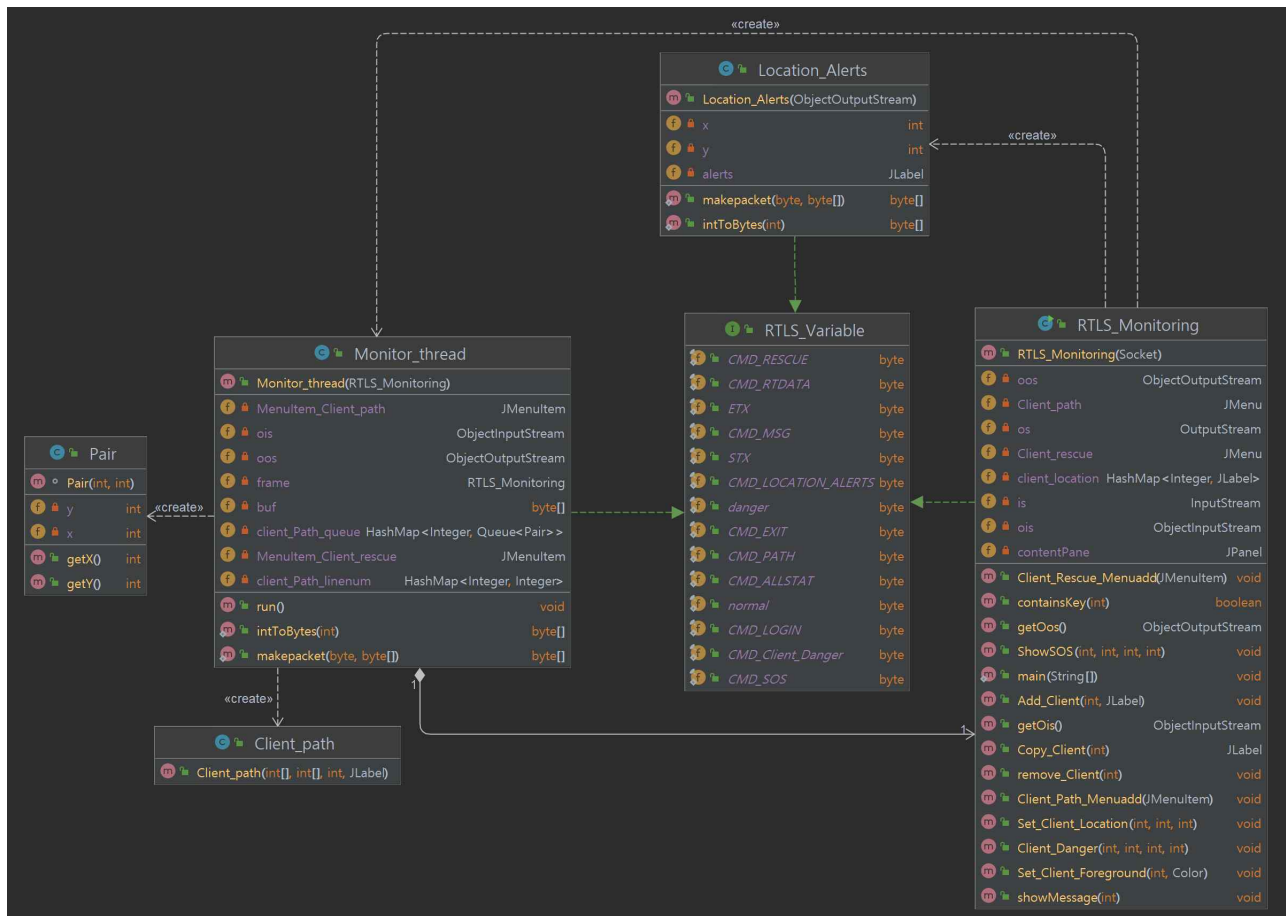 «create»
Location_Alerts
Location_Alerts(ObjectOutputStream)
x int
y int
alerts JLabel
makepacket(byte, byte[]) byte[]
intToBytes(int) byte[]
«create»
RTLS_Variable
CMD_RESCUE byte
CMD_RTDATA byte
ETX byte
CMD_MSG byte
STX byte
CMD_LOCATION_ALERTS byte
danger byte
CMD_EXIT byte
CMD_PATH byte
CMD_ALLSTAT byte
normal byte
CMD_LOGIN byte
CMD_Client_Danger byte
CMD_SOS byte
RTLS_Monitoring
RTLS_Monitoring(Socket)
oos ObjectOutputStream
Client_path JMenu
os OutputStream
Client_rescue JMenu
client_location HashMap<Integer, JLabel>
is InputStream
ois ObjectInputStream
contentPane JPanel
Client_Rescue_Menuadd(JMenuItem) void
containsKey(int) boolean
getOos() ObjectOutputStream
ShowSOS(int, int, int, int) void
main(String[]) void
Add_Client(int, JLabel) void
getOis() ObjectInputStream
Copy_Client(int) JLabel
remove_Client(int) void
Client_Path_Menuadd(JMenuItem) void
Set_Client_Location(int, int, int) void
Client_Danger(int, int, int, int) void
Set_Client_Foreground(int, Color) void
showMessage(int) void
Monitor_thread
Monitor_thread(RTLS_Monitoring)
MenuItem_Client_path JMenuItem
ois ObjectInputStream
oos ObjectOutputStream
frame RTLS_Monitoring
buf byte[]
client_Path_queue HashMap<Integer, Queue<Pair>>
MenuItem_Client_rescue JMenuItem
client_Path_linenum HashMap<Integer, Integer>
run() void
intToBytes(int) byte[]
makepacket(byte, byte[]) byte[]
1
1
Pair
Pair(int, int)
y int
x int
getX() int
getY() int
«create»
«create»
Client_path
Client_path(int[], int[], int, JLabel)